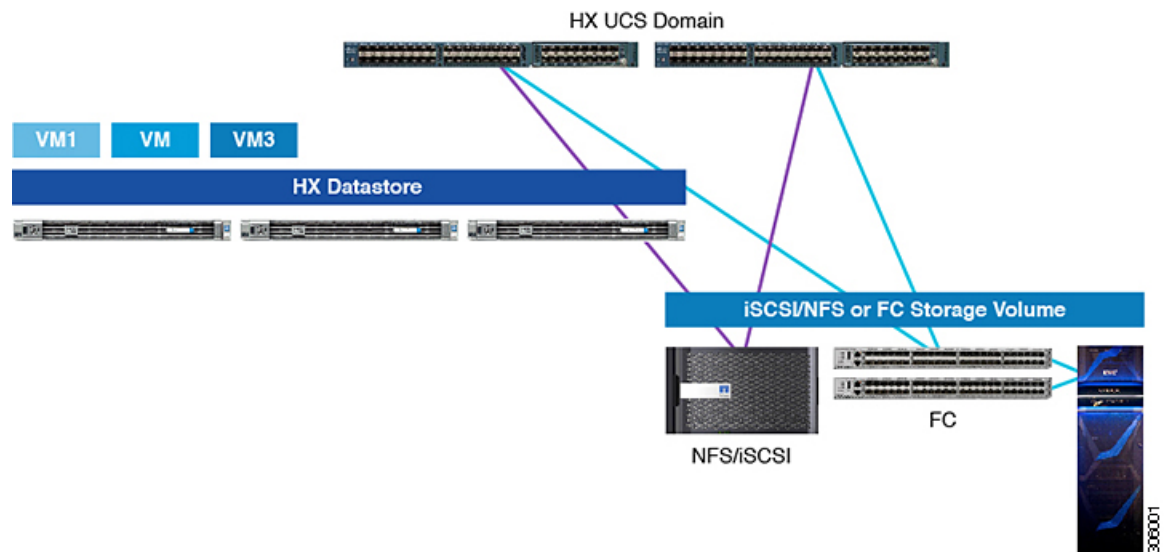 HX UCS Domain
VM1
VM
VM3
HX Datastore
iSCSI/NFS or FC Storage Volume
NFS/iSCSI
FC
306001